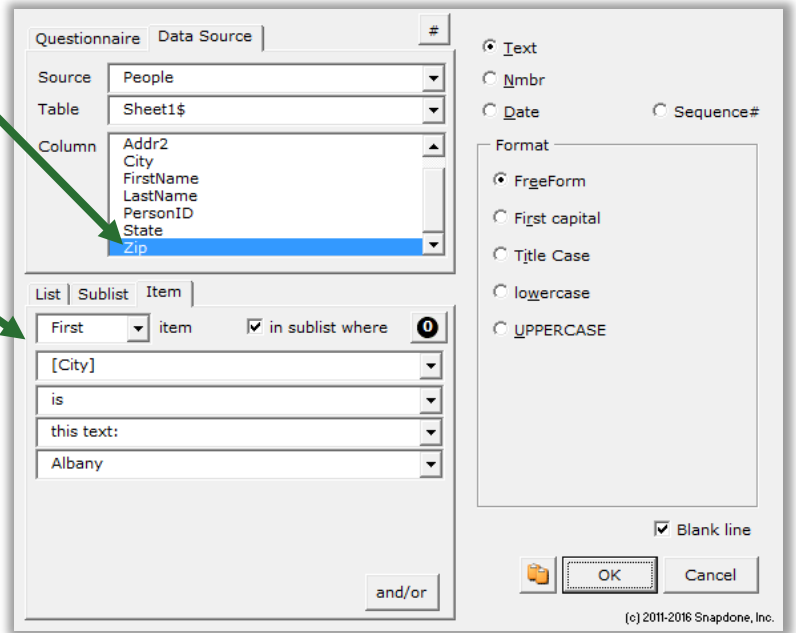 Questionnaire Data Source #
Source People
Table Sheet1$
Column Addr2
City
FirstName
LastName
PersonID
State
Zip
List Sublist Item
First item in sublist where 0
[City]
is
this text:
Albany
and/or
Text
Nmbr
Date Sequence#
Format
FreeForm
First capital
Title Case
lowercase
UPPERCASE
Blank line
OK Cancel
(c) 2011-2016 Snapdone, Inc.